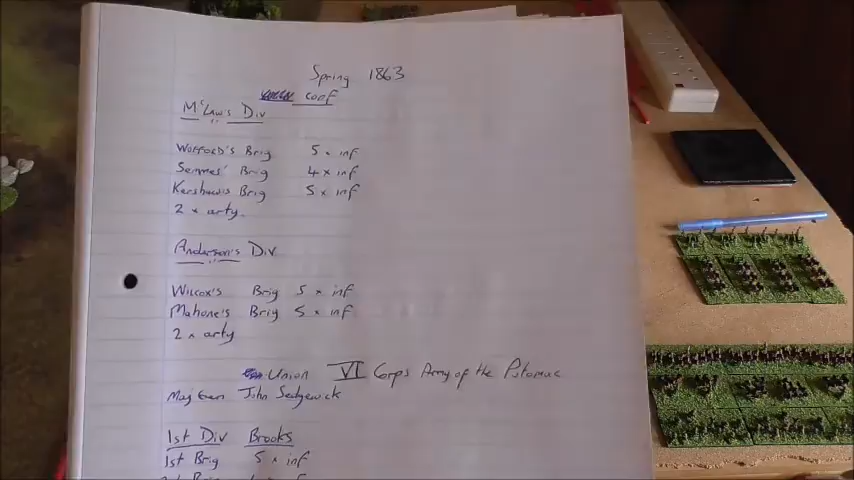 Spring 1863
conf
McLaw's Div
Wofford's Brig 5 x inf
Semmes' Brig 4 x inf
Kershaw's Brig 5 x inf
2 x arty.
Anderson's Div
Wilcox's Brig 5 x inf
Mahone's Brig 5 x inf
2 x arty
Union VI Corps Army of the Potomac
Maj Gen John Sedgewick
1st Div Brooks
1st Brig 5 x inf